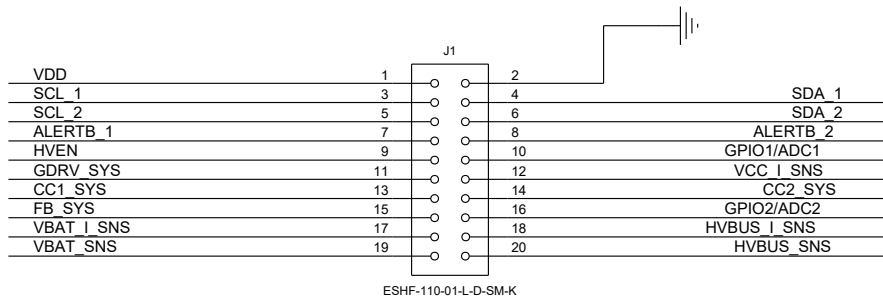 J1
VDD 1 2
SCL_1 3 4 SDA_1
SCL_2 5 6 SDA_2
ALERTB_1 7 8 ALERTB_2
HVEN 9 10 GPIO1/ADC1
GDRV_SYS 11 12 VCC_I_SNS
CC1_SYS 13 14 CC2_SYS
FB_SYS 15 16 GPIO2/ADC2
VBAT_I_SNS 17 18 HVBUS_I_SNS
VBAT_SNS 19 20 HVBUS_SNS
ESHF-110-01-L-D-SM-K